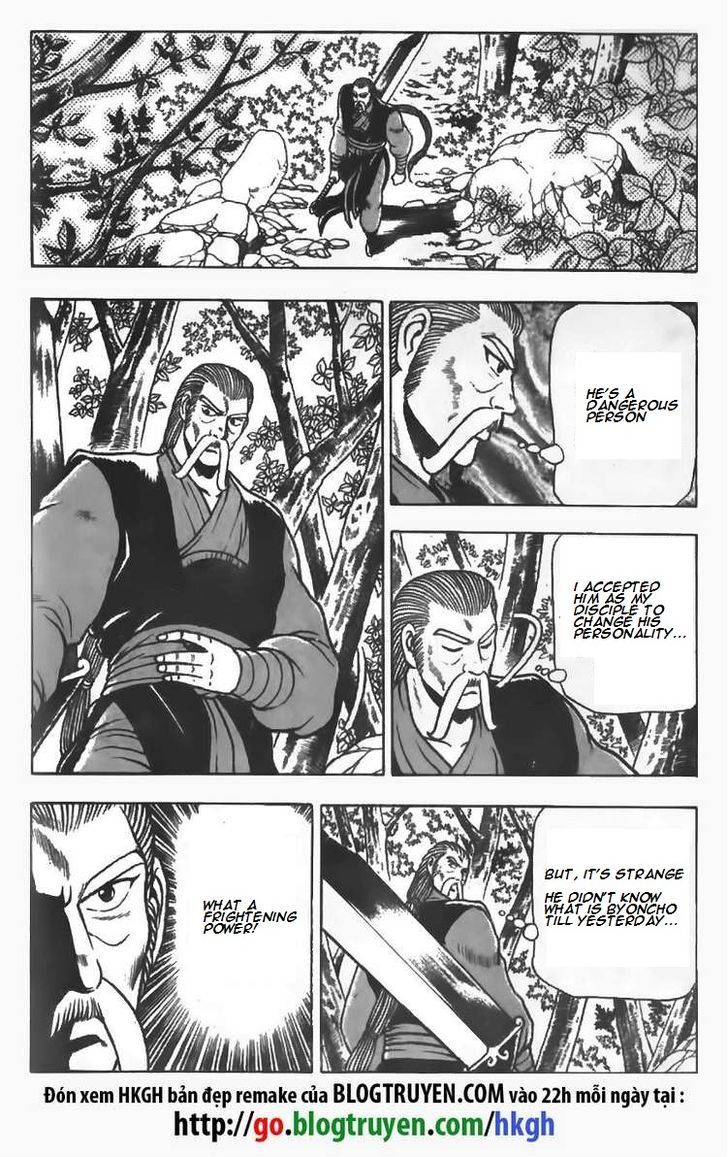 HE'S A
DANGEROUS
PERSON
I ACCEPTED
HIM AS MY
DISCIPLE TO
CHANGE HIS
PERSONALITY...
BUT, IT'S STRANGE
HE DIDN'T KNOW
WHAT IS BYONCHO
TILL YESTERDAY...
WHAT A
FRIGHTENING
POWER!
Đón xem HKGH bản đẹp remake của BLOGTRUYEN.COM vào 22h mỗi ngày tại :
http://go.blogtruyen.com/hkgh